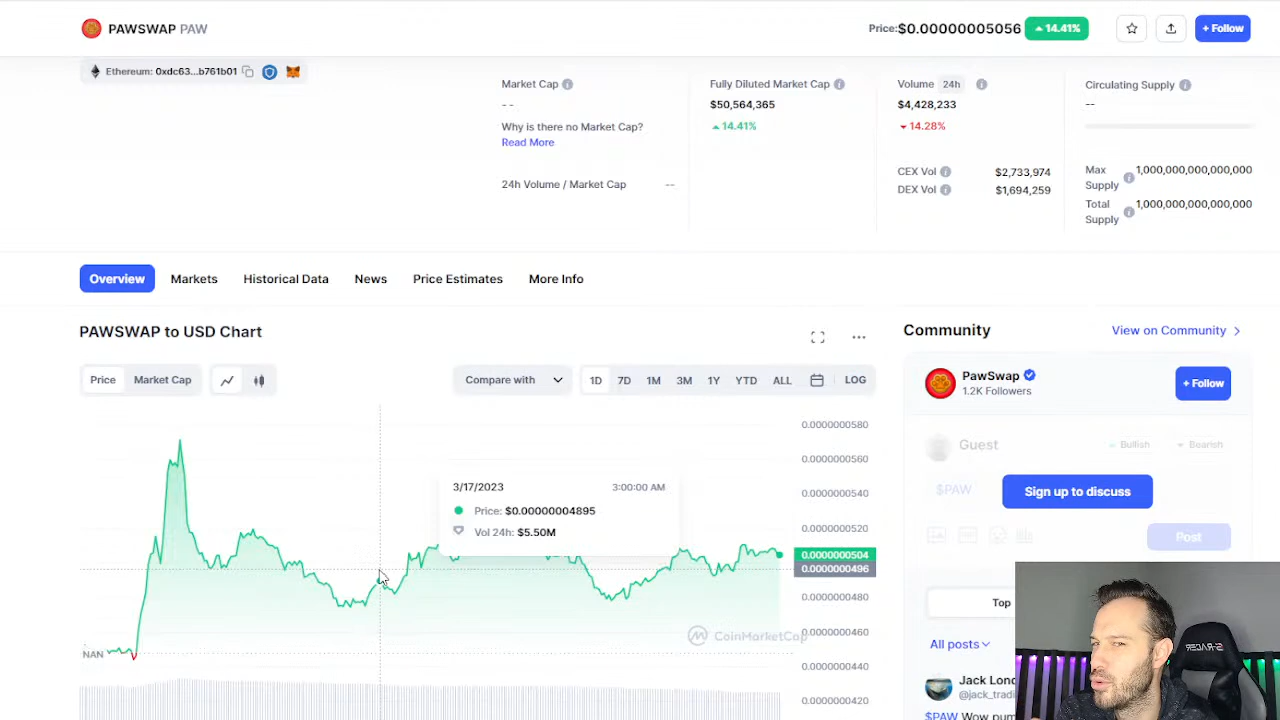 PAWSWAP PAW
Price:$0.00000005056 14.41%
+ Follow
Ethereum: 0xdc63...b761b01
Market Cap
- -
Why is there no Market Cap?
Read More
24h Volume / Market Cap --
Fully Diluted Market Cap
$50,564,365
14.41%
Volume 24h
$4,428,233
14.28%
CEX Vol $2,733,974
DEX Vol $1,694,259
Circulating Supply
--
Max Supply 1,000,000,000,000,000
Total Supply 1,000,000,000,000,000
Overview Markets Historical Data News Price Estimates More Info
PAWSWAP to USD Chart
Price Market Cap
Compare with 1D 7D 1M 3M 1Y YTD ALL LOG
0.0000000580
0.0000000560
0.0000000540
0.0000000520
0.0000000504
0.0000000496
0.0000000480
0.0000000460
0.0000000440
0.0000000420
3/17/2023 3:00:00 AM
Price: $0.00000004895
Vol 24h: $5.50M
NAN
CoinMarketCap
Community
View on Community
PawSwap
1.2K Followers
+ Follow
Guest
Bullish Bearish
$PAW
Sign up to discuss
Post
Top
All posts
Jack Lon
@jack_tradi
$PAW Wow pum